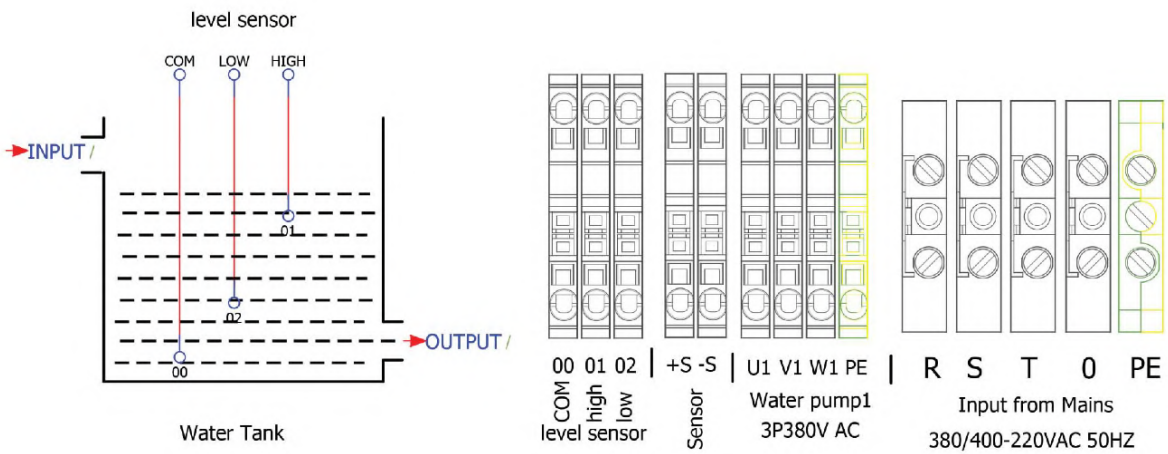 level sensor
COM LOW HIGH
INPUT /
01
02
OUTPUT /
00
Water Tank
00 01 02 | +S -S | U1 V1 W1 PE | R S T 0 PE
COM high low
level sensor
Sensor
Water pump1
3P380V AC
Input from Mains
380/400-220VAC 50HZ